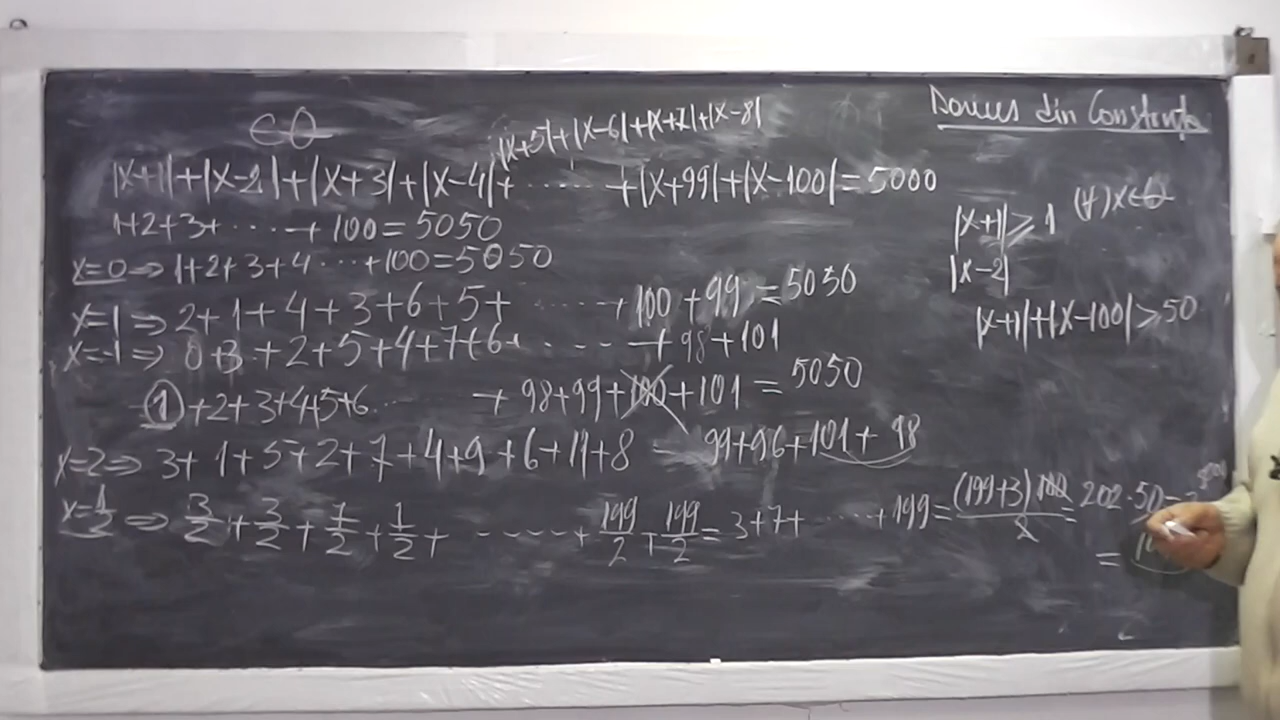 |x+5|+|x-6|+|x+7|+|x-8|
|x+1|+|x-2|+|x+3|+|x-4|+ ...... +|x+99|+|x-100|=5000
1+2+3+ ..... + 100=5050
x=0 ⇒ 1+2+3+4 ...+100=5050
x=1 ⇒ 2+1+4+3+6+5+ ...... +100+99=5050
x=-1 ⇒ 0+3+2+5+4+7+6+ .... +98+101
1+2+3+4+5+6... +98+99+100+101=5050
x=2 ⇒ 3+1+5+2+7+4+9+6+11+8 - 99+96+101+98
x=1/2 ⇒ 3/2+3/2+7/2+1/2+ ------+199/2+199/2=3+7+ .....+199=(199+3)100/2=202·50=
=
din Constanța
|x+1|≥1 (∀)x<0
|x-2|
|x+1|+|x-100|≥50